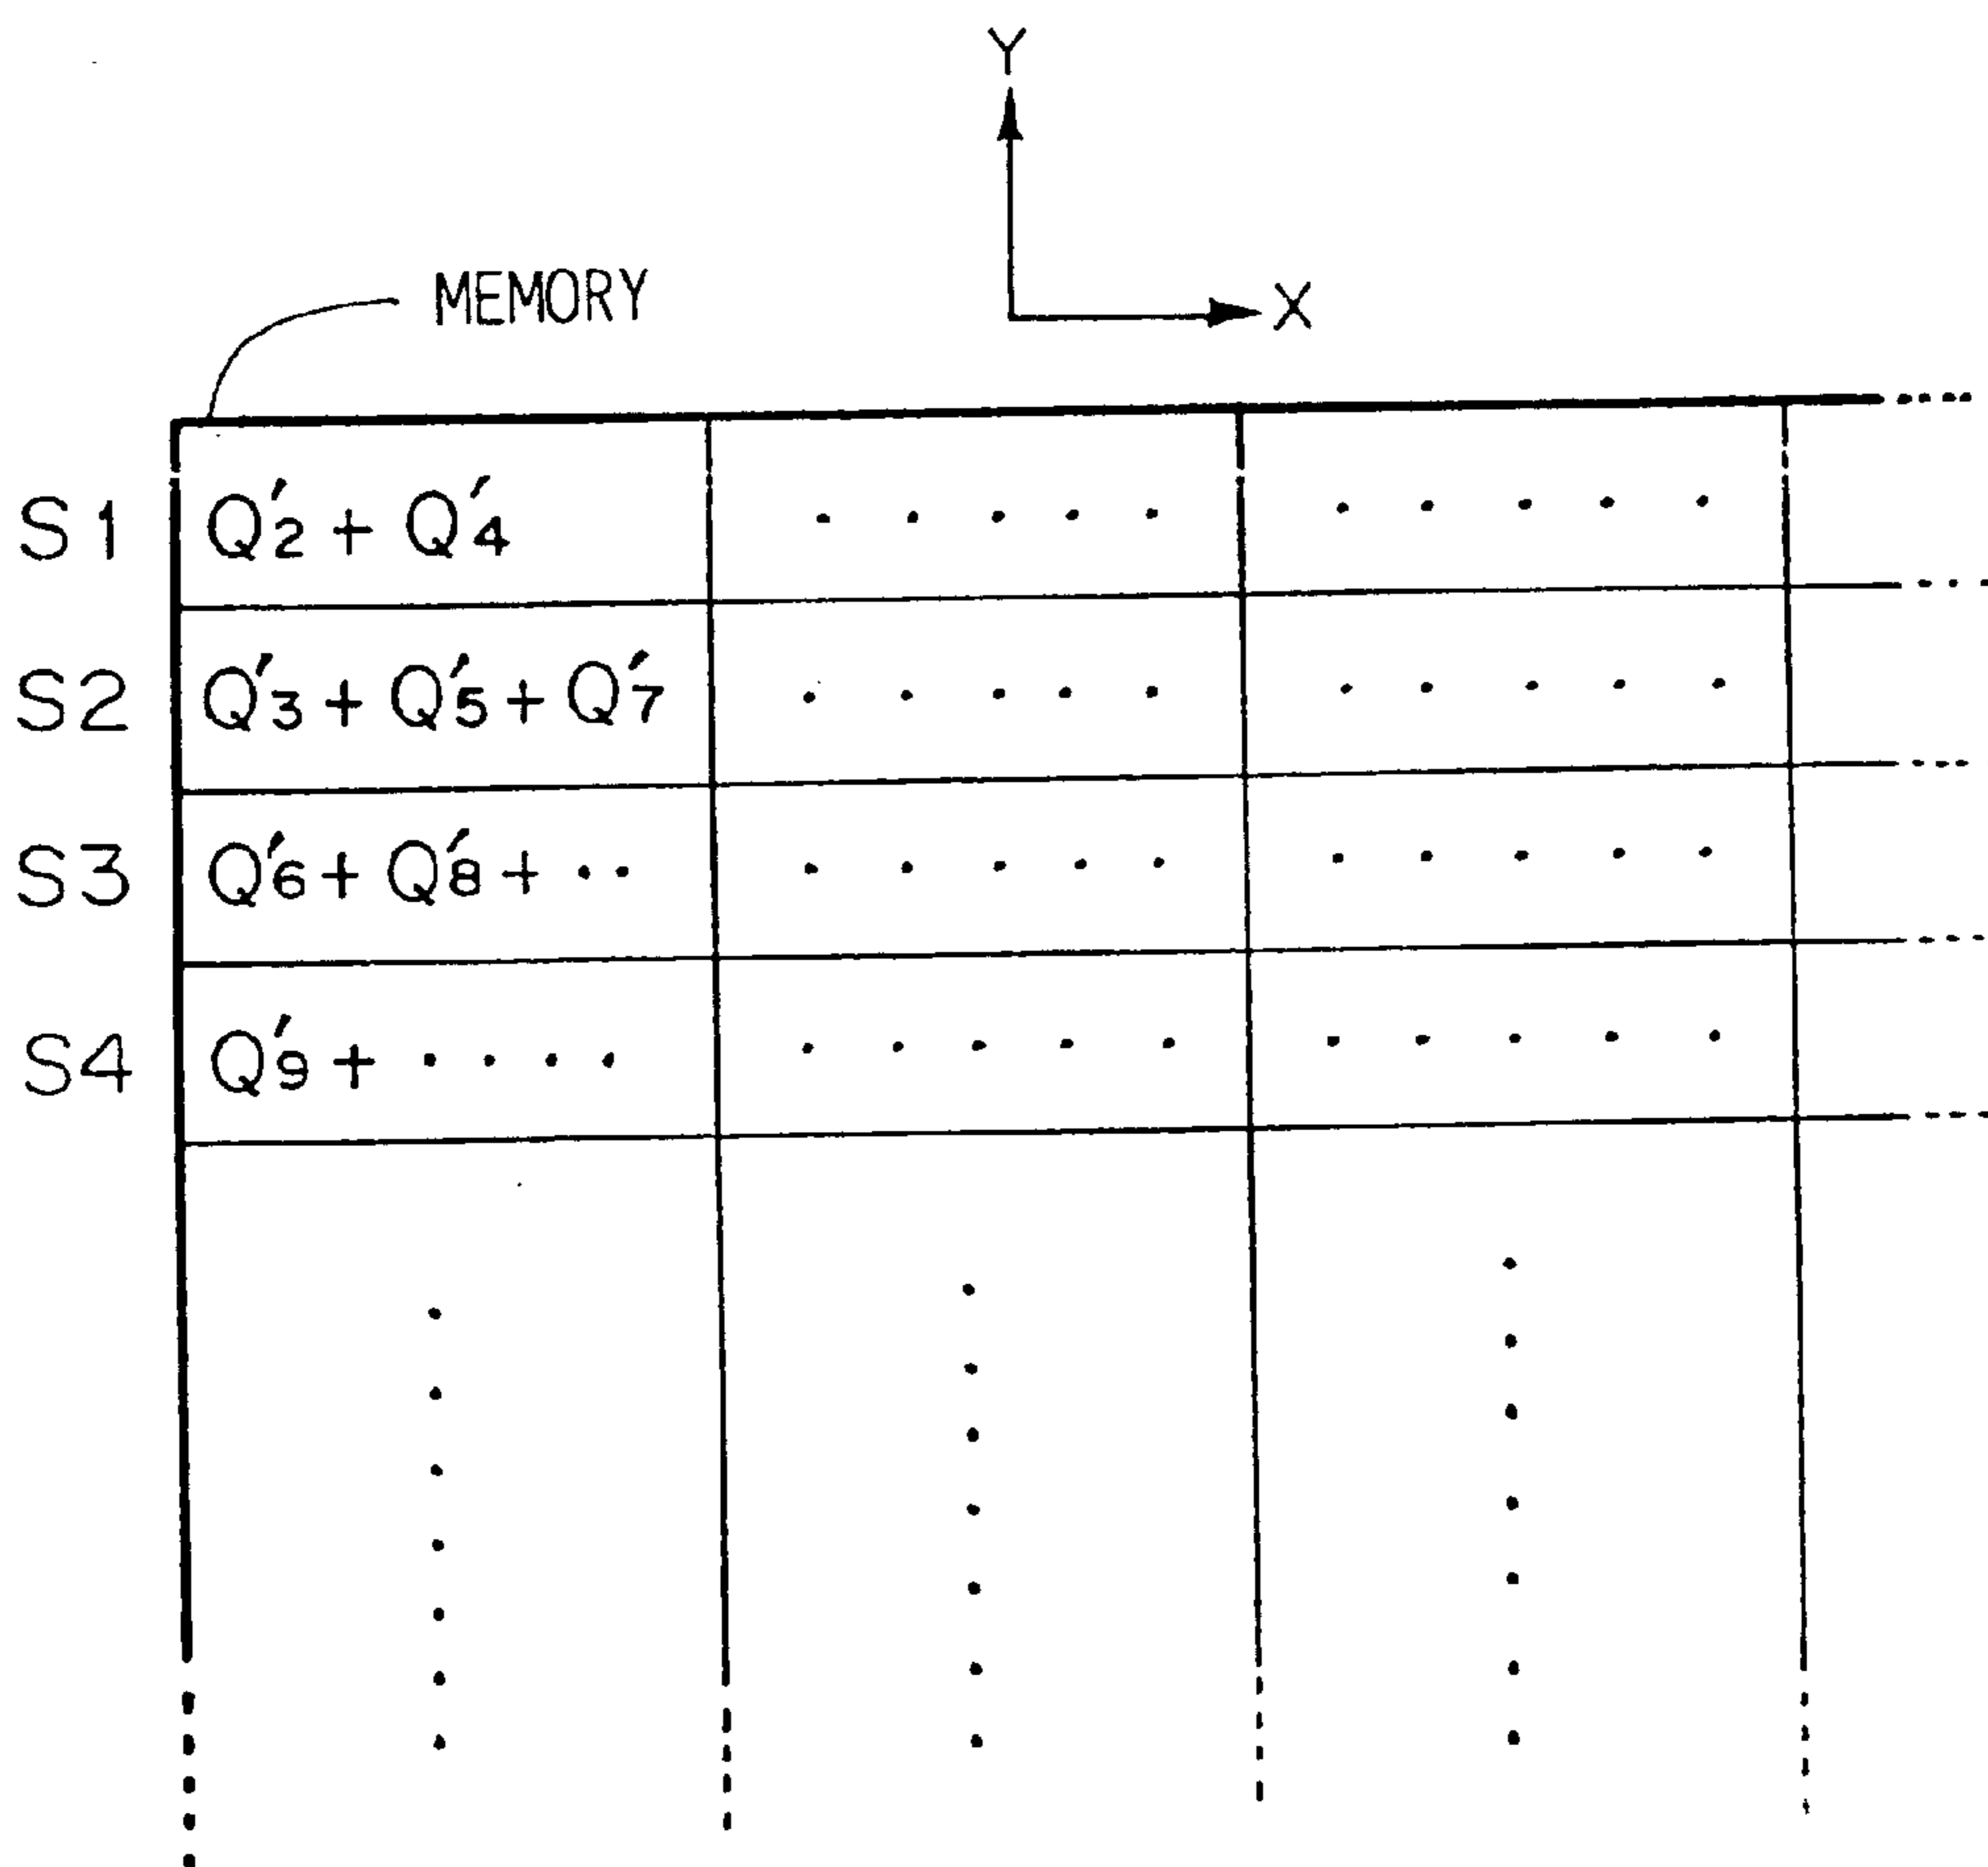 Y
X
MEMORY
S1 Q'2 + Q'4 ..... .....
S2 Q'3 + Q'5 + Q'7 ..... .....
S3 Q'6 + Q'8 + .. ..... .....
S4 Q'9 + .... ..... .....